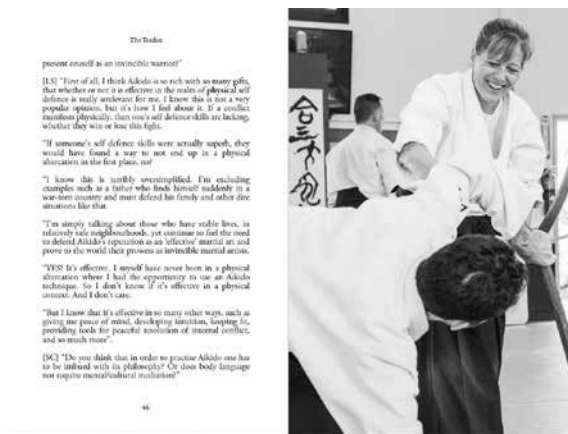 The Toolbox
present oneself as an invincible warrior?"
[LS] "First of all, I think Aikido is so rich with so many gifts,
that whether or not it is effective in the realm of physical self
defence is really irrelevant for me. I know this is not a very
popular opinion, but it's how I feel about it. If a conflict
manifests physically, then one's self defence skills are lacking,
whether they win or lose this fight.
"If someone's self defence skills were actually superb, they
would have found a way to not end up in a physical
altercation in the first place, no?
"I know this is terribly oversimplified. I'm excluding
examples such as a father who finds himself suddenly in a
war-torn country and must defend his family and other dire
situations like that.
"I'm simply talking about those who have stable lives, in
relatively safe neighbourhoods, yet continue to feel the need
to defend Aikido's reputation as an 'effective' martial art and
prove to the world their prowess as invincible martial artists.
"YES! It's effective. I myself have never been in a physical
altercation where I had the opportunity to use an Aikido
technique. So I don't know if it's effective in a physical
context. And I don't care.
"But I know that it's effective in so many other ways, such as
giving me peace of mind, developing intuition, keeping fit,
providing tools for peaceful resolution of internal conflict,
and so much more".
[SC] "Do you think that in order to practise Aikido one has
to be imbued with its philosophy? Or does body language
not require mental/cultural mediation?"
46
合